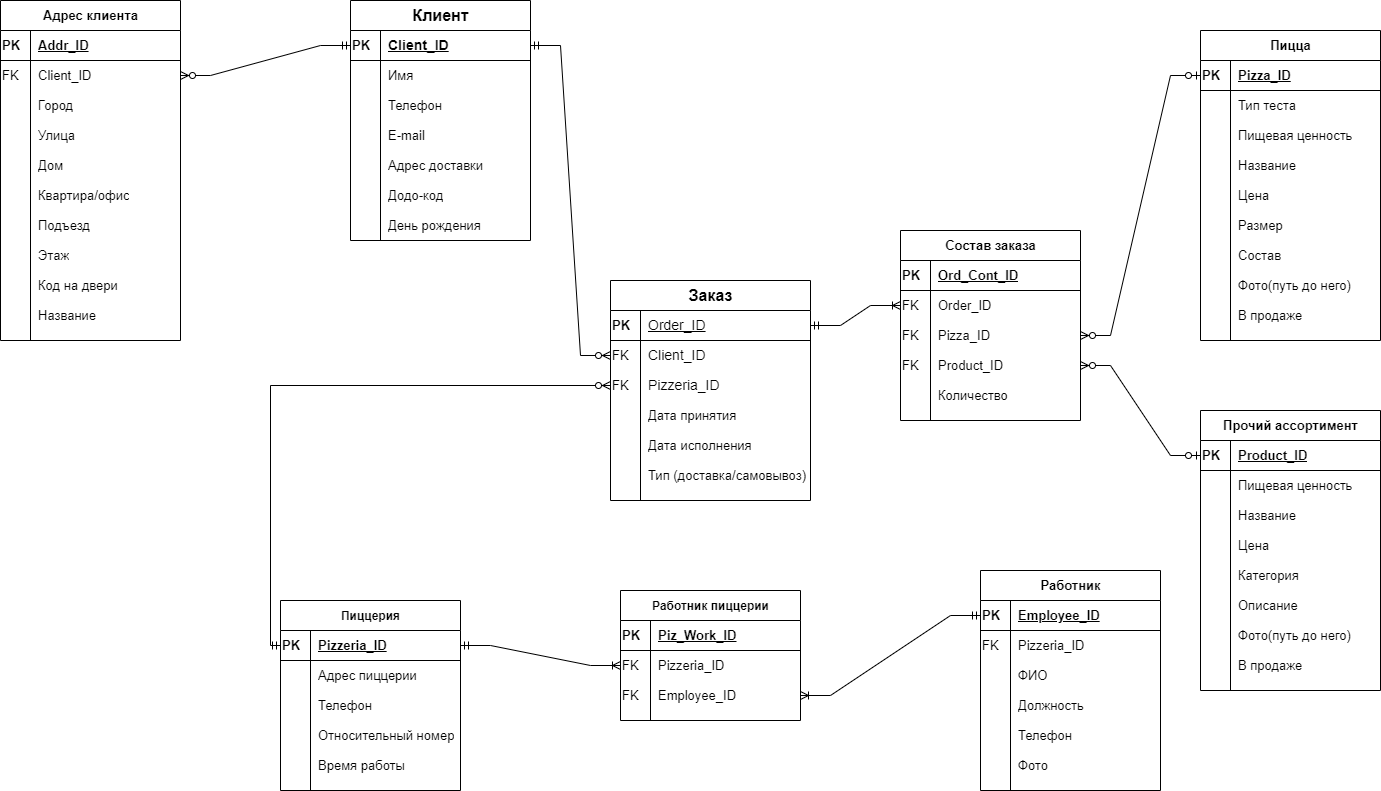 Адрес клиента
PK Addr_ID
FK Client_ID
Город
Улица
Дом
Квартира/офис
Подъезд
Этаж
Код на двери
Название
Клиент
PK Client_ID
Имя
Телефон
E-mail
Адрес доставки
Додо-код
День рождения
Заказ
PK Order_ID
FK Client_ID
FK Pizzeria_ID
Дата принятия
Дата исполнения
Тип (доставка/самовывоз)
Состав заказа
PK Ord_Cont_ID
FK Order_ID
FK Pizza_ID
FK Product_ID
Количество
Пицца
PK Pizza_ID
Тип теста
Пищевая ценность
Название
Цена
Размер
Состав
Фото(путь до него)
В продаже
Прочий ассортимент
PK Product_ID
Пищевая ценность
Название
Цена
Категория
Описание
Фото(путь до него)
В продаже
Пиццерия
PK Pizzeria_ID
Адрес пиццерии
Телефон
Относительный номер
Время работы
Работник пиццерии
PK Piz_Work_ID
FK Pizzeria_ID
FK Employee_ID
Работник
PK Employee_ID
FK Pizzeria_ID
ФИО
Должность
Телефон
Фото